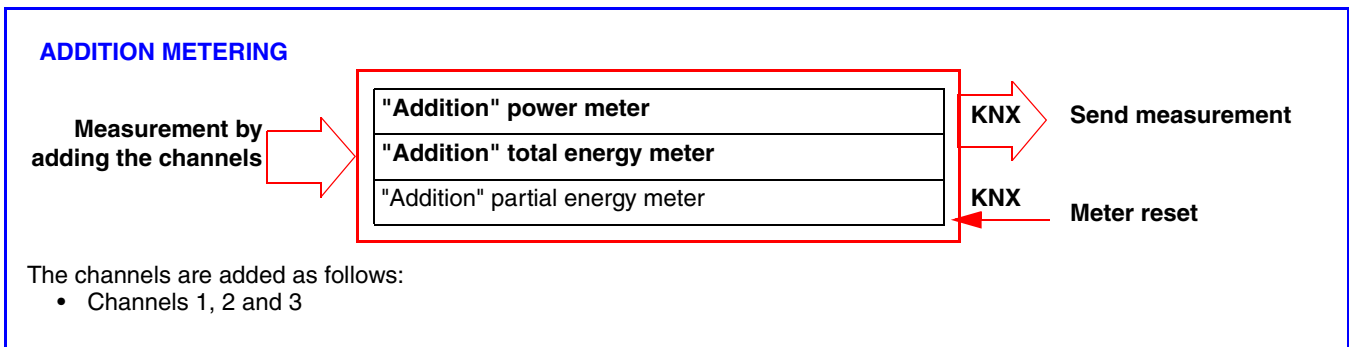 ADDITION METERING
Measurement by
adding the channels
"Addition" power meter
"Addition" total energy meter
"Addition" partial energy meter
KNX
Send measurement
KNX
Meter reset
The channels are added as follows:
• Channels 1, 2 and 3